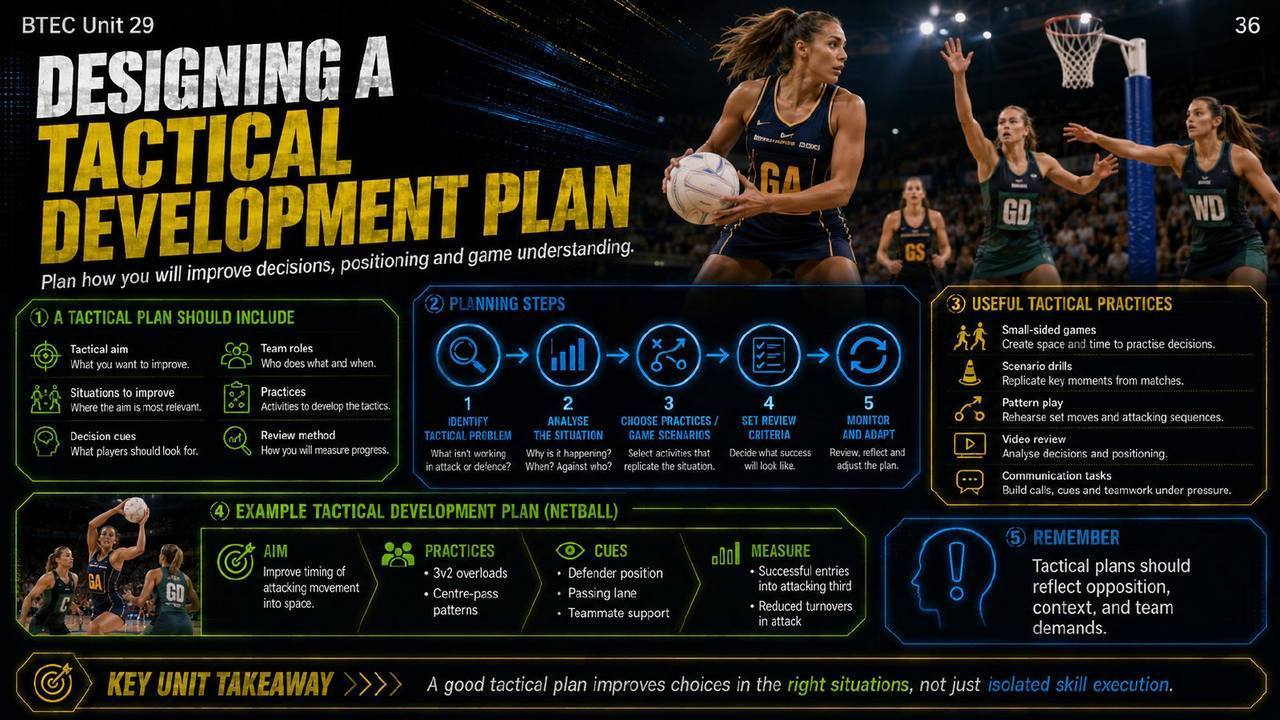 BTEC Unit 29
36
DESIGNING A
TACTICAL
DEVELOPMENT PLAN
Plan how you will improve decisions, positioning and game understanding.
GA
GS
GD
WD
1 A TACTICAL PLAN SHOULD INCLUDE
Tactical aim
What you want to improve.
Situations to improve
Where the aim is most relevant.
Decision cues
What players should look for.
Team roles
Who does what and when.
Practices
Activities to develop the tactics.
Review method
How you will measure progress.
2 PLANNING STEPS
1
IDENTIFY
TACTICAL PROBLEM
What isn't working
in attack or defence?
2
ANALYSE
THE SITUATION
Why is it happening?
When? Against who?
3
CHOOSE PRACTICES /
GAME SCENARIOS
Select activities that
replicate the situation.
4
SET REVIEW
CRITERIA
Decide what success
will look like.
5
MONITOR
AND ADAPT
Review, reflect and
adjust the plan.
3 USEFUL TACTICAL PRACTICES
Small-sided games
Create space and time to practise decisions.
Scenario drills
Replicate key moments from matches.
Pattern play
Rehearse set moves and attacking sequences.
Video review
Analyse decisions and positioning.
Communication tasks
Build calls, cues and teamwork under pressure.
4 EXAMPLE TACTICAL DEVELOPMENT PLAN (NETBALL)
C
GA
GD
AIM
Improve timing of
attacking movement
into space.
PRACTICES
• 3v2 overloads
• Centre-pass
patterns
CUES
• Defender position
• Passing lane
• Teammate support
MEASURE
• Successful entries
into attacking third
• Reduced turnovers
in attack
5 REMEMBER
Tactical plans should
reflect opposition,
context, and team
demands.
KEY UNIT TAKEAWAY
A good tactical plan improves choices in the right situations, not just isolated skill execution.